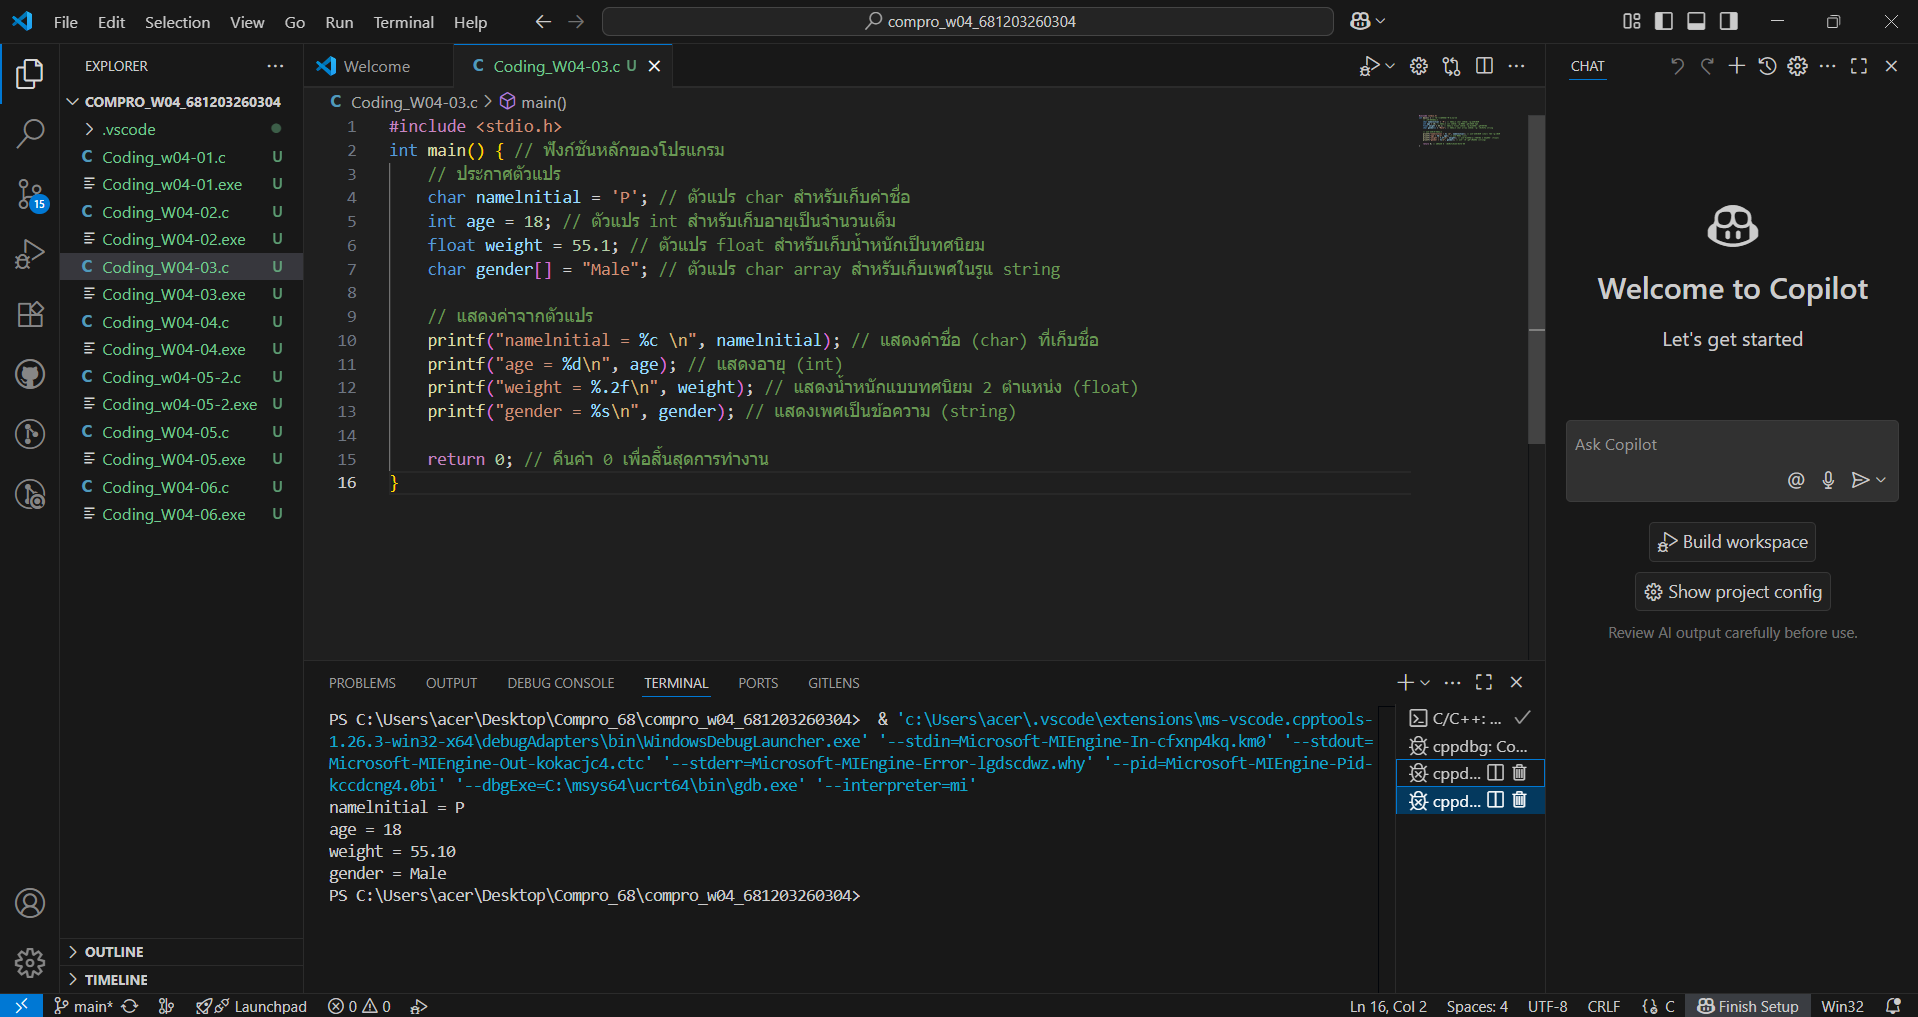 File Edit Selection View Go Run Terminal Help
compro_w04_681203260304
EXPLORER
COMPRO_W04_681203260304
.vscode
Coding_w04-01.c U
Coding_w04-01.exe U
Coding_W04-02.c U
Coding_W04-02.exe U
Coding_W04-03.c U
Coding_W04-03.exe U
Coding_W04-04.c U
Coding_W04-04.exe U
Coding_w04-05-2.c U
Coding_w04-05-2.exe U
Coding_W04-05.c U
Coding_W04-05.exe U
Coding_W04-06.c U
Coding_W04-06.exe U
OUTLINE
TIMELINE
15
Welcome
C Coding_W04-03.c U
C Coding_W04-03.c > main()
1 #include <stdio.h>
2 int main() { // ฟังก์ชันหลักของโปรแกรม
3 // ประกาศตัวแปร
4 char namelnitial = 'P'; // ตัวแปร char สำหรับเก็บค่าชื่อ
5 int age = 18; // ตัวแปร int สำหรับเก็บอายุเป็นจำนวนเต็ม
6 float weight = 55.1; // ตัวแปร float สำหรับเก็บน้ำหนักเป็นทศนิยม
7 char gender[] = "Male"; // ตัวแปร char array สำหรับเก็บเพศในรูแ string
8
9 // แสดงค่าจากตัวแปร
10 printf("namelnitial = %c \n", namelnitial); // แสดงค่าชื่อ (char) ที่เก็บชื่อ
11 printf("age = %d\n", age); // แสดงอายุ (int)
12 printf("weight = %.2f\n", weight); // แสดงน้ำหนักแบบทศนิยม 2 ตำแหน่ง (float)
13 printf("gender = %s\n", gender); // แสดงเพศเป็นข้อความ (string)
14
15 return 0; // คืนค่า 0 เพื่อสิ้นสุดการทำงาน
16 }
PROBLEMS OUTPUT DEBUG CONSOLE TERMINAL PORTS GITLENS
PS C:\Users\acer\Desktop\Compro_68\compro_w04_681203260304> & 'c:\Users\acer\.vscode\extensions\ms-vscode.cpptools-
1.26.3-win32-x64\debugAdapters\bin\WindowsDebugLauncher.exe' '--stdin=Microsoft-MIEngine-In-cfxnp4kq.km0' '--stdout=
Microsoft-MIEngine-Out-kokacjc4.ctc' '--stderr=Microsoft-MIEngine-Error-lgdscdwz.why' '--pid=Microsoft-MIEngine-Pid-
kccdcng4.0bi' '--dbgExe=C:\msys64\ucrt64\bin\gdb.exe' '--interpreter=mi'
namelnitial = P
age = 18
weight = 55.10
gender = Male
PS C:\Users\acer\Desktop\Compro_68\compro_w04_681203260304>
C/C++: ...
cppdbg: Co...
cppd...
cppd...
CHAT
Welcome to Copilot
Let's get started
Ask Copilot
Build workspace
Show project config
Review AI output carefully before use.
main* Launchpad 0 0 Ln 16, Col 2 Spaces: 4 UTF-8 CRLF C Finish Setup Win32